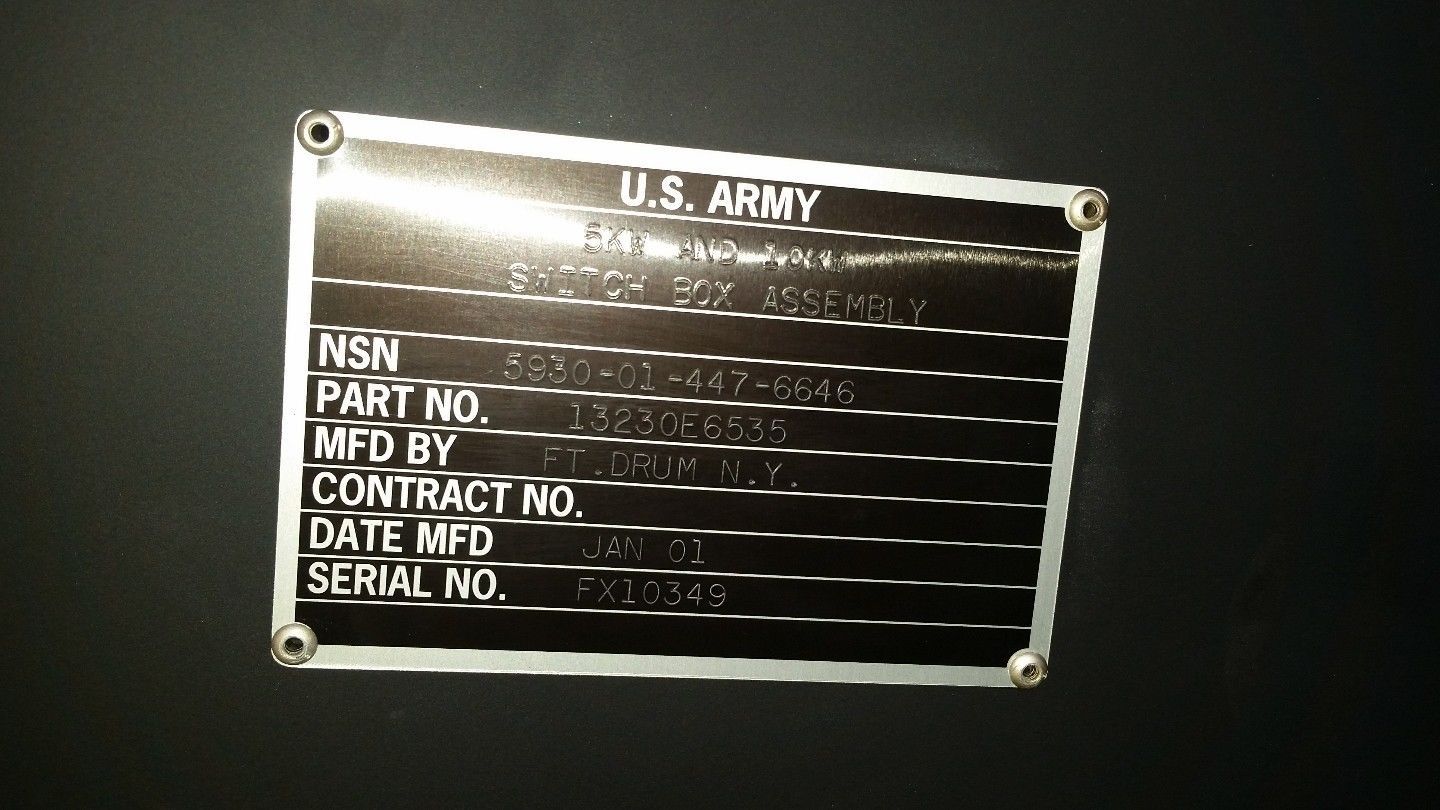 U.S. ARMY
5KW AND 10KW
SWITCH BOX ASSEMBLY
NSN 5930-01-447-6646
PART NO. 13230E6535
MFD BY FT.DRUM N.Y.
CONTRACT NO.
DATE MFD JAN 01
SERIAL NO. FX10349